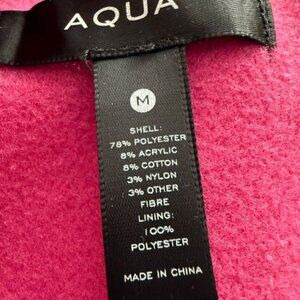 AQUA
M
SHELL:
78% POLYESTER
8% ACRYLIC
8% COTTON
3% NYLON
3% OTHER
FIBRE
LINING:
100%
POLYESTER
MADE IN CHINA